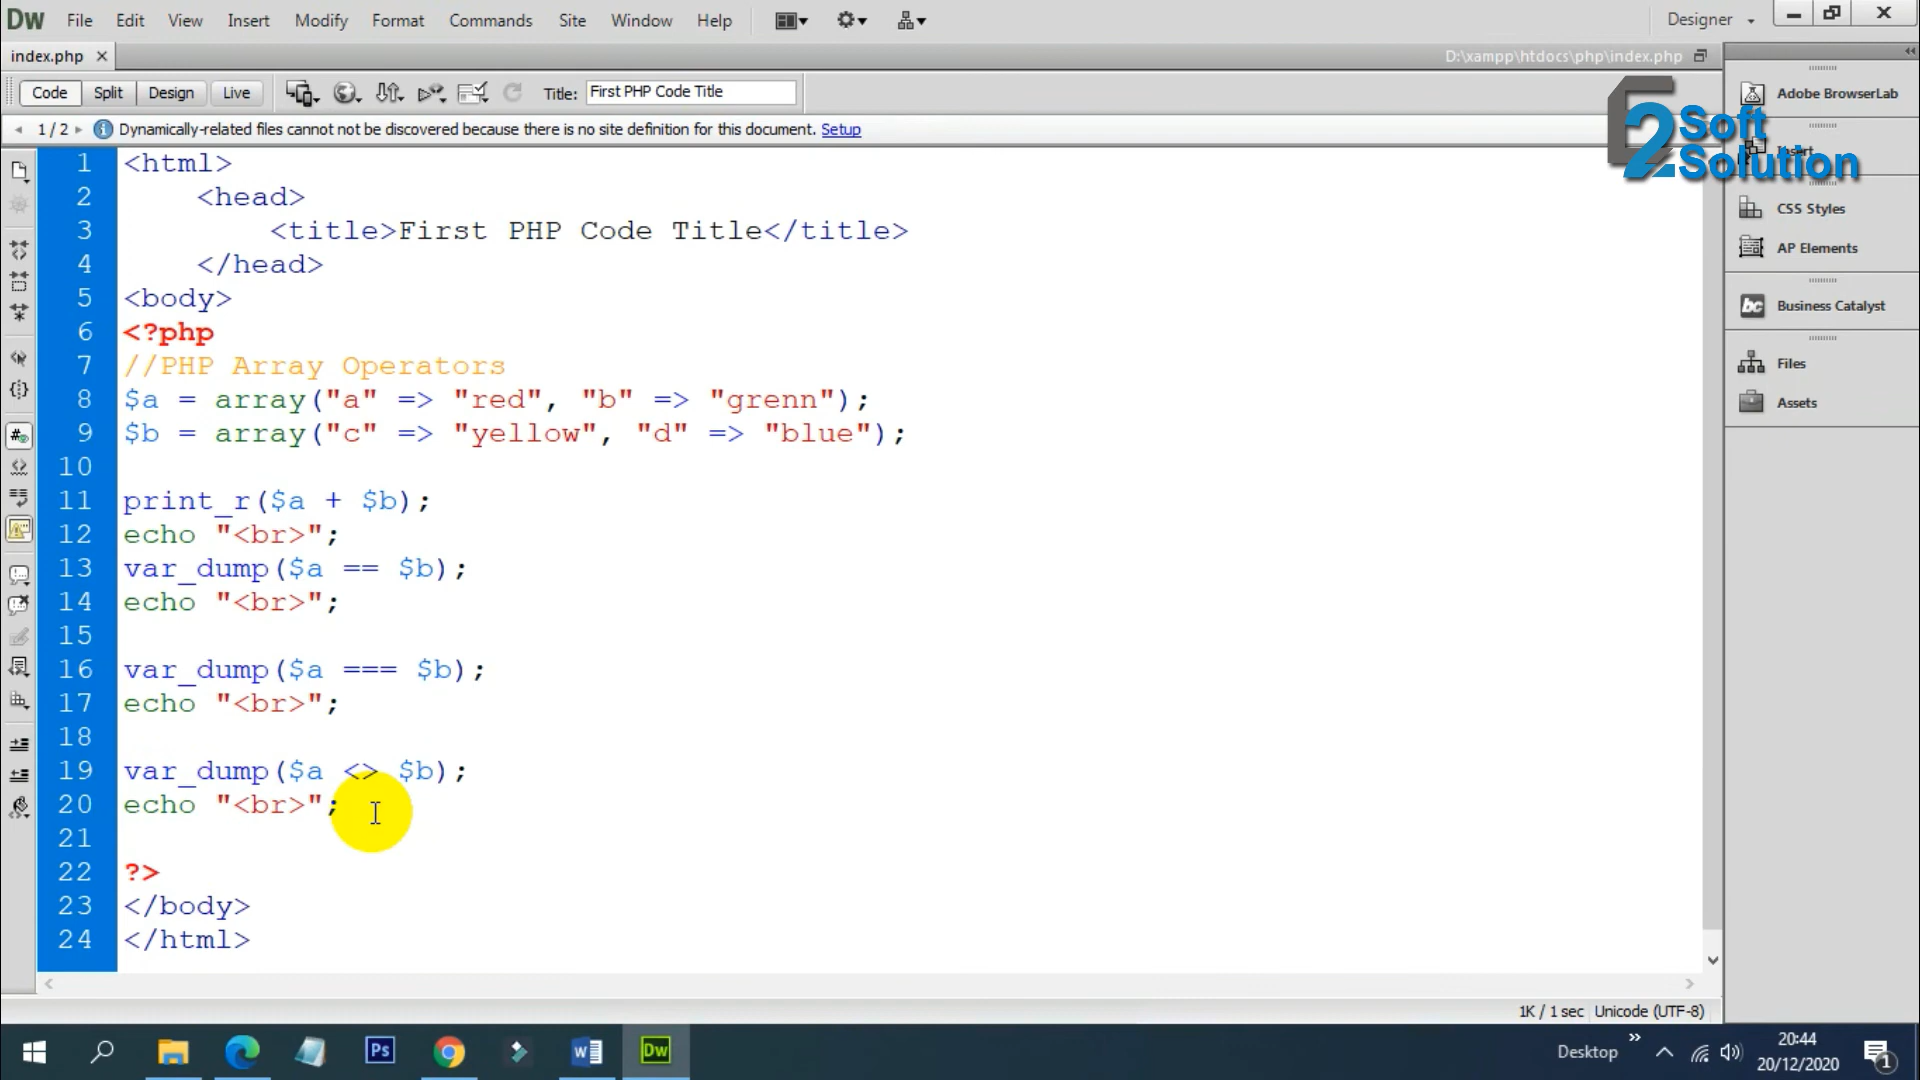 Dw File Edit View Insert Modify Format Commands Site Window Help Designer
index.php D:\xampp\htdocs\php\index.php
Code Split Design Live Title: First PHP Code Title
1 / 2 Dynamically-related files cannot not be discovered because there is no site definition for this document. Setup
1 <html>
2 <head>
3 <title>First PHP Code Title</title>
4 </head>
5 <body>
6 <?php
7 //PHP Array Operators
8 $a = array("a" => "red", "b" => "grenn");
9 $b = array("c" => "yellow", "d" => "blue");
10
11 print_r($a + $b);
12 echo "<br>";
13 var_dump($a == $b);
14 echo "<br>";
15
16 var_dump($a === $b);
17 echo "<br>";
18
19 var_dump($a <> $b);
20 echo "<br>";
21
22 ?>
23 </body>
24 </html>
Adobe BrowserLab
Insert
2 Soft
Solution
CSS Styles
AP Elements
bc Business Catalyst
Files
Assets
1K / 1 sec Unicode (UTF-8)
Ps W Dw Desktop 20:44
20/12/2020 1